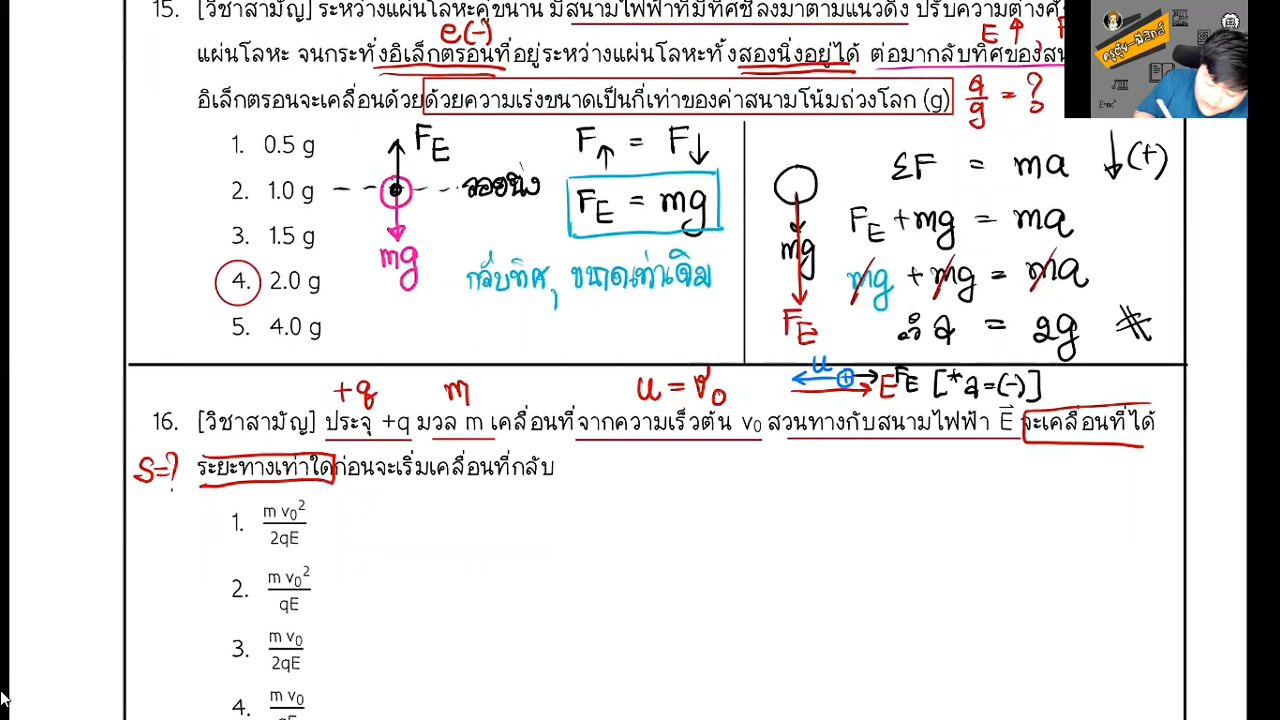 15. [วิชาสามัญ] ระหว่างแผ่นโลหะคู่ขนาน มีสนามไฟฟ้าที่มีทิศชี้ลงมาตามแนวดิ่ง ปรับความต่างศั
e(-) E ↑,
แผ่นโลหะ จนกระทั่งอิเล็กตรอนที่อยู่ระหว่างแผ่นโลหะทั้งสองนิ่งอยู่ได้ ต่อมากลับทิศของสน
อิเล็กตรอนจะเคลื่อนด้วยด้วยความเร่งขนาดเป็นกี่เท่าของค่าสนามโน้มถ่วงโลก (g) a/g = ?
1. 0.5 g
2. 1.0 g
3. 1.5 g
4. 2.0 g
5. 4.0 g
F_E
ลอยนิ่ง
mg
F↑ = F↓
F_E = mg
กลับทิศ, ขนาดเท่าเดิม
mg
F_E
ΣF = ma ↓(+)
F_E + mg = ma
mg + mg = ma
∴ a = 2g
+q m u = v₀ u + F_E E [*a=(-)]
16. [วิชาสามัญ] ประจุ +q มวล m เคลื่อนที่จากความเร็วต้น v₀ สวนทางกับสนามไฟฟ้า E⃗ จะเคลื่อนที่ได้
S=? ระยะทางเท่าใดก่อนจะเริ่มเคลื่อนที่กลับ
1. m v₀² / 2qE
2. m v₀² / qE
3. m v₀ / 2qE
4. m v₀
ครูตุ้ย-ฟิสิกส์
E=mc²